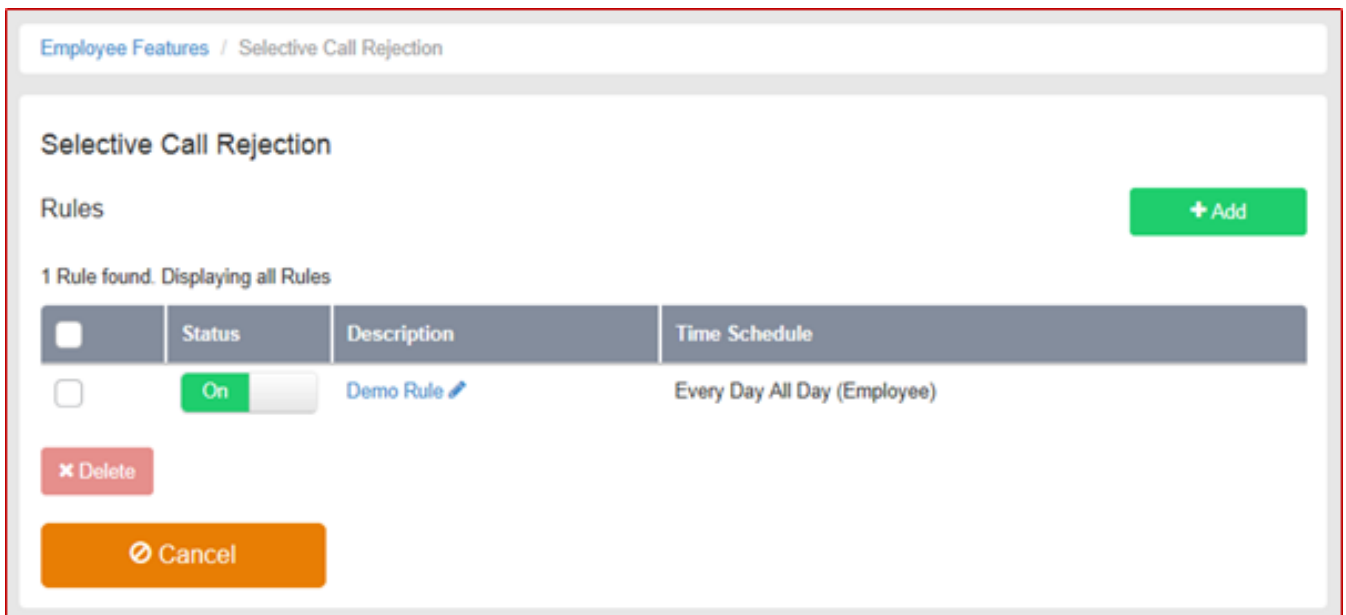 Employee Features / Selective Call Rejection
Selective Call Rejection
Rules
+ Add
1 Rule found. Displaying all Rules
Status Description Time Schedule
On Demo Rule Every Day All Day (Employee)
✖ Delete
Cancel